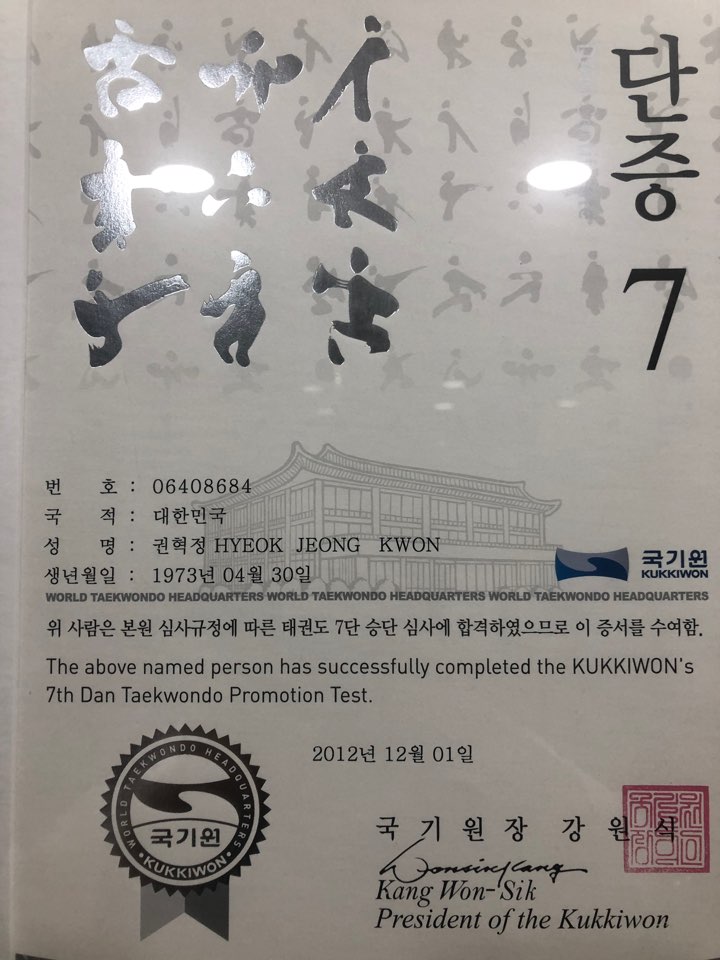 단증
7
번 호 : 06408684
국 적 : 대한민국
성 명 : 권혁정 HYEOK JEONG KWON
생년월일 : 1973년 04월 30일
국기원
KUKKIWON
WORLD TAEKWONDO HEADQUARTERS WORLD TAEKWONDO HEADQUARTERS WORLD TAEKWONDO HEADQUARTERS
위 사람은 본원 심사규정에 따른 태권도 7단 승단 심사에 합격하였으므로 이 증서를 수여함.
The above named person has successfully completed the KUKKIWON's
7th Dan Taekwondo Promotion Test.
2012년 12월 01일
WORLD TAEKWONDO HEADQUARTERS
국기원
• KUKKIWON •
국 기 원 장 강 원 식
Wonsik Kang
Kang Won-Sik
President of the Kukkiwon